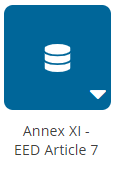 Annex XI -
EED Article 7